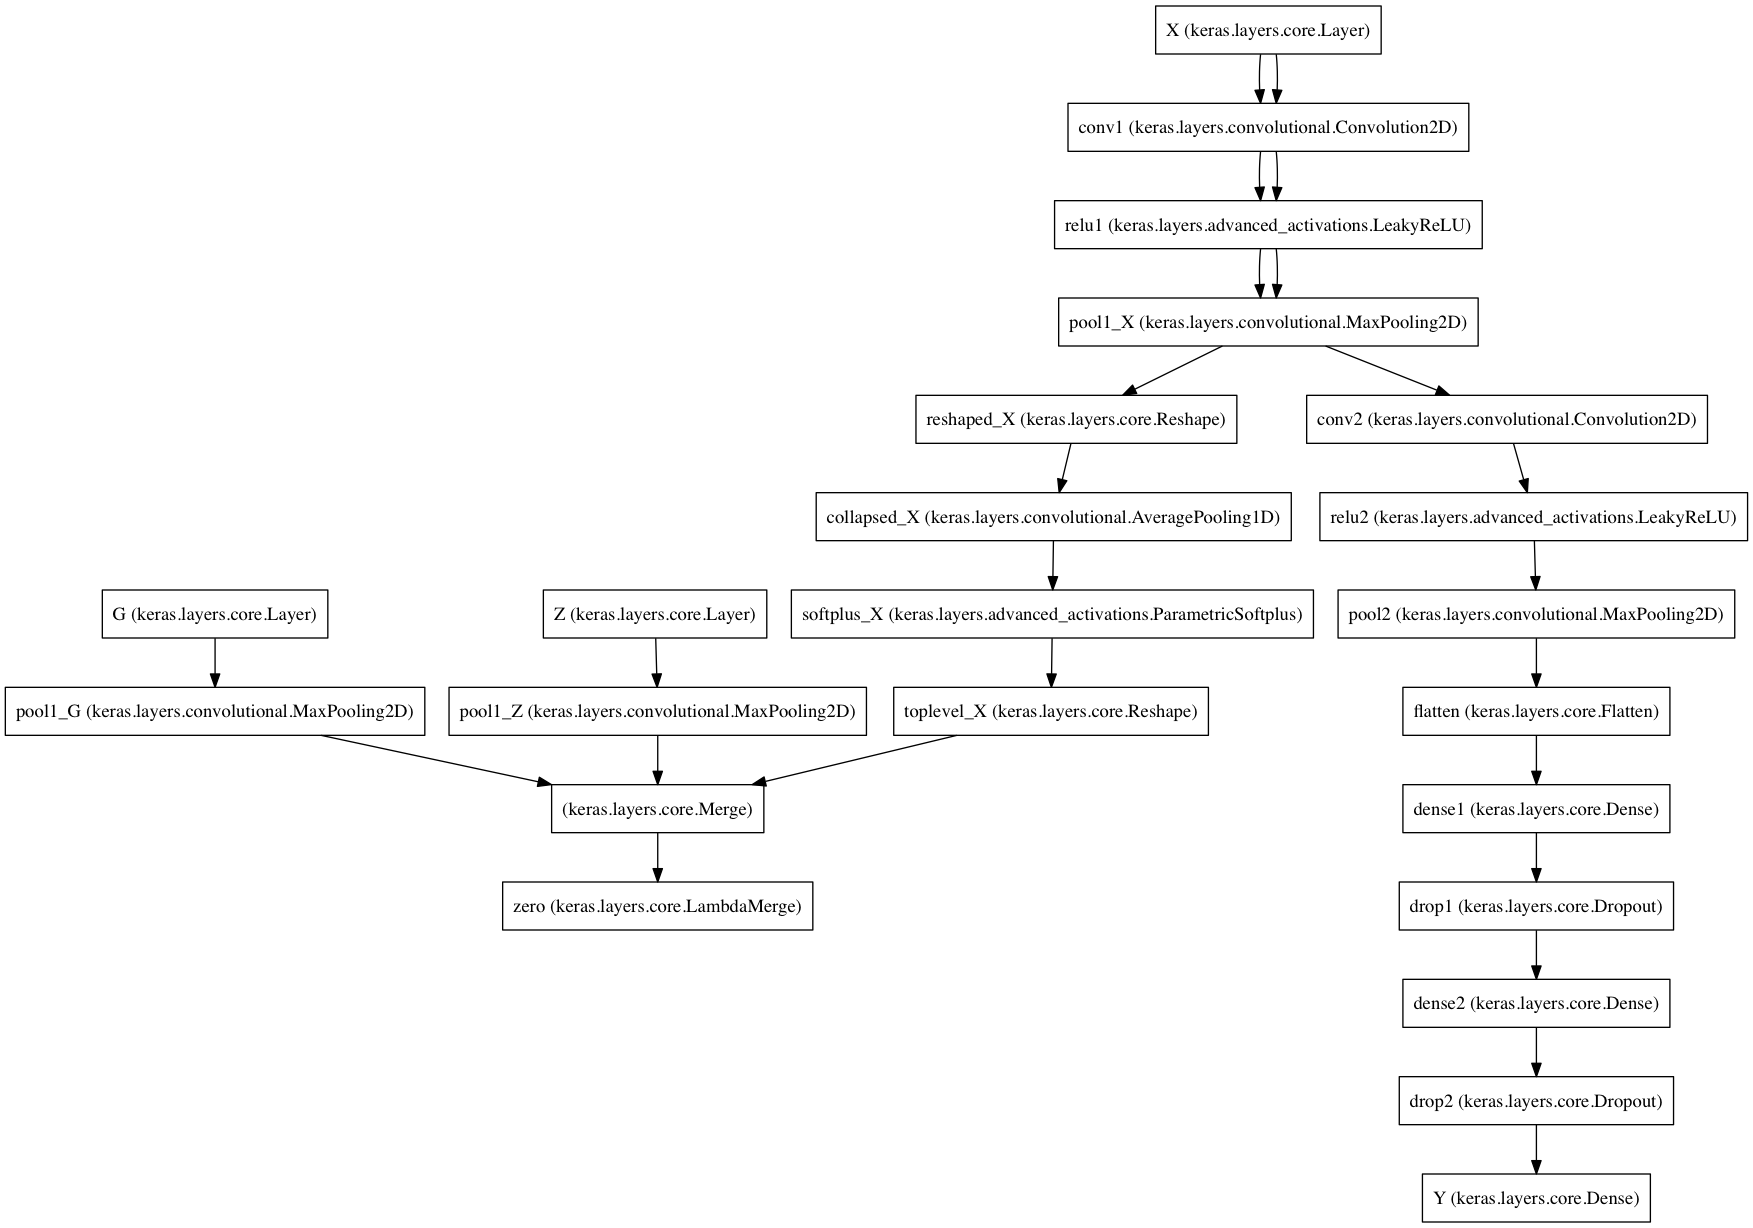 X (keras.layers.core.Layer)
conv1 (keras.layers.convolutional.Convolution2D)
relu1 (keras.layers.advanced_activations.LeakyReLU)
pool1_X (keras.layers.convolutional.MaxPooling2D)
reshaped_X (keras.layers.core.Reshape)
conv2 (keras.layers.convolutional.Convolution2D)
collapsed_X (keras.layers.convolutional.AveragePooling1D)
relu2 (keras.layers.advanced_activations.LeakyReLU)
G (keras.layers.core.Layer)
Z (keras.layers.core.Layer)
softplus_X (keras.layers.advanced_activations.ParametricSoftplus)
pool2 (keras.layers.convolutional.MaxPooling2D)
pool1_G (keras.layers.convolutional.MaxPooling2D)
pool1_Z (keras.layers.convolutional.MaxPooling2D)
toplevel_X (keras.layers.core.Reshape)
flatten (keras.layers.core.Flatten)
(keras.layers.core.Merge)
dense1 (keras.layers.core.Dense)
zero (keras.layers.core.LambdaMerge)
drop1 (keras.layers.core.Dropout)
dense2 (keras.layers.core.Dense)
drop2 (keras.layers.core.Dropout)
Y (keras.layers.core.Dense)